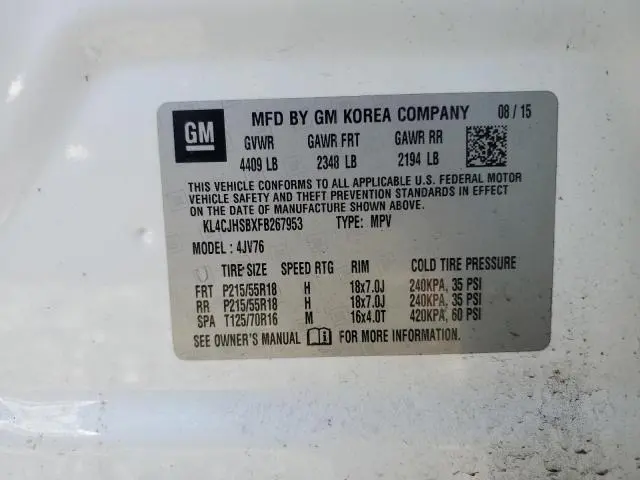 GM
MFD BY GM KOREA COMPANY 08 / 15
GVWR GAWR FRT GAWR RR
4409 LB 2348 LB 2194 LB
THIS VEHICLE CONFORMS TO ALL APPLICABLE U.S. FEDERAL MOTOR
VEHICLE SAFETY AND THEFT PREVENTION STANDARDS IN EFFECT
ON THE DATE OF MANUFACTURE SHOWN ABOVE.
KL4CJHSBXFB267953 TYPE: MPV
MODEL : 4JV76
TIRE SIZE SPEED RTG RIM COLD TIRE PRESSURE
FRT P215/55R18 H 18x7.0J 240KPA, 35 PSI
RR P215/55R18 H 18x7.0J 240KPA, 35 PSI
SPA T125/70R16 M 16x4.0T 420KPA, 60 PSI
SEE OWNER'S MANUAL FOR MORE INFORMATION.